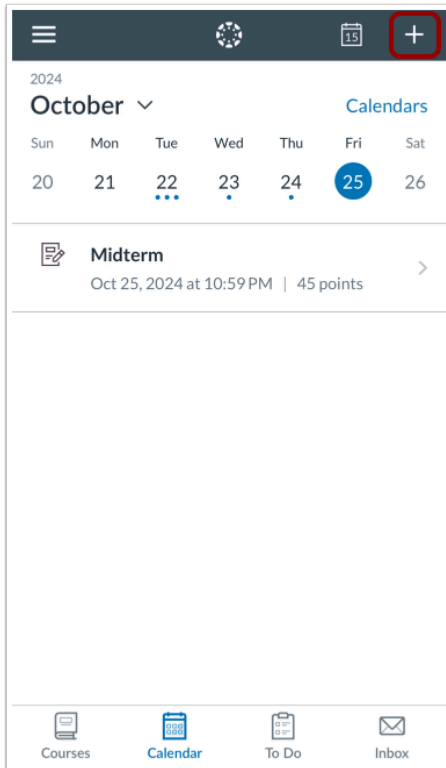 15
2024
October
Calendars
Sun Mon Tue Wed Thu Fri Sat
20 21 22 23 24 25 26
Midterm
Oct 25, 2024 at 10:59 PM | 45 points
Courses Calendar To Do Inbox